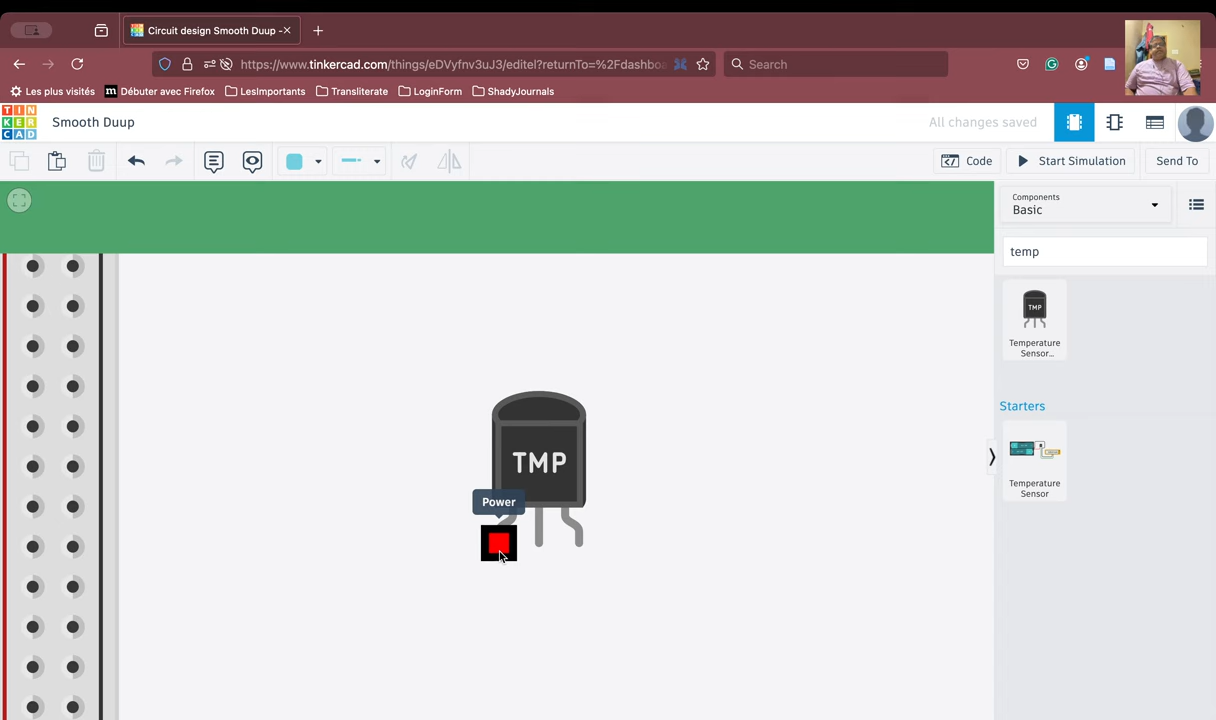 Circuit design Smooth Duup -
https://www.tinkercad.com/things/eDVyfnv3uJ3/editel?returnTo=%2Fdashboa
Search
Les plus visités
m Débuter avec Firefox
LesImportants
Transliterate
LoginForm
ShadyJournals
TIN
KER
CAD
Smooth Duup
All changes saved
Code
Start Simulation
Send To
Components
Basic
temp
TMP
Temperature
Sensor...
Starters
Temperature
Sensor
TMP
Power